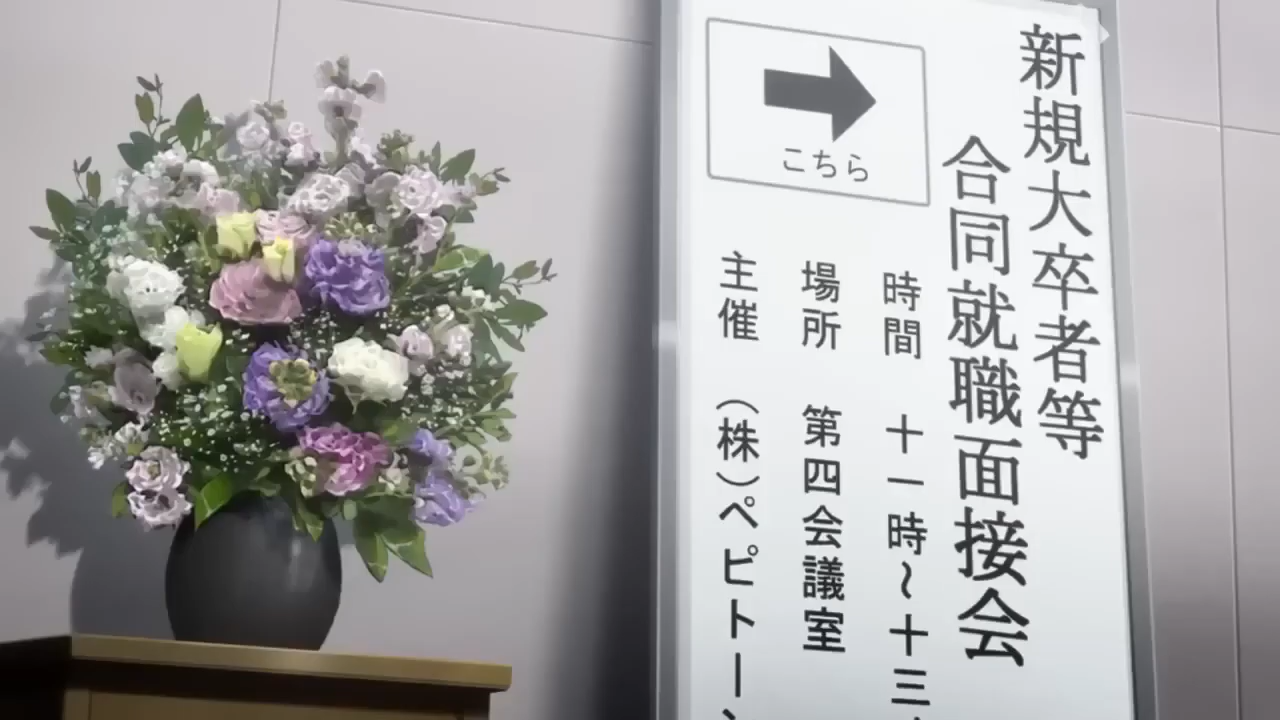 新規大卒者等
合同就職面接会
こちら
時間 十一時〜十三
場所 第四会議室
主催 (株)ペピトー